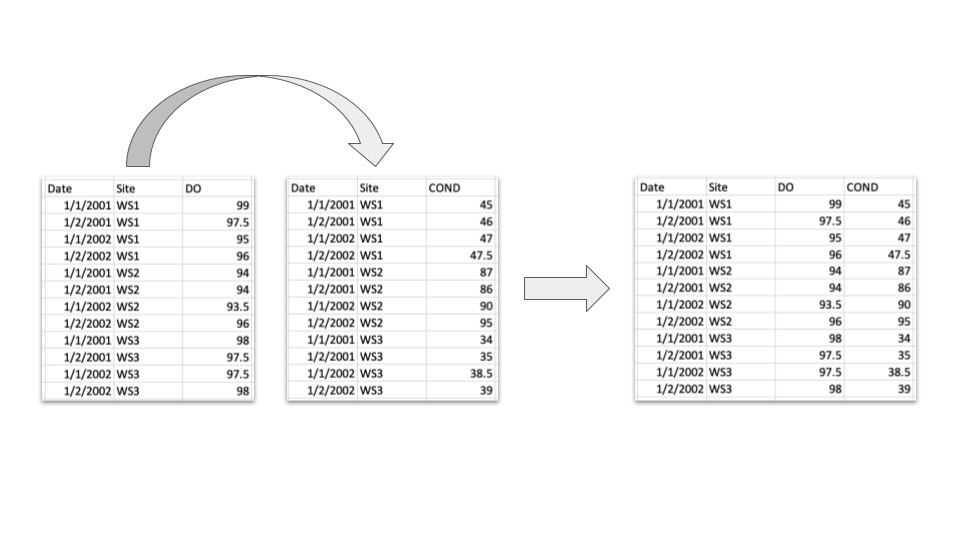 Date Site DO
1/1/2001 WS1 99
1/2/2001 WS1 97.5
1/1/2002 WS1 95
1/2/2002 WS1 96
1/1/2001 WS2 94
1/2/2001 WS2 94
1/1/2002 WS2 93.5
1/2/2002 WS2 96
1/1/2001 WS3 98
1/2/2001 WS3 97.5
1/1/2002 WS3 97.5
1/2/2002 WS3 98
Date Site COND
1/1/2001 WS1 45
1/2/2001 WS1 46
1/1/2002 WS1 47
1/2/2002 WS1 47.5
1/1/2001 WS2 87
1/2/2001 WS2 86
1/1/2002 WS2 90
1/2/2002 WS2 95
1/1/2001 WS3 34
1/2/2001 WS3 35
1/1/2002 WS3 38.5
1/2/2002 WS3 39
Date Site DO COND
1/1/2001 WS1 99 45
1/2/2001 WS1 97.5 46
1/1/2002 WS1 95 47
1/2/2002 WS1 96 47.5
1/1/2001 WS2 94 87
1/2/2001 WS2 94 86
1/1/2002 WS2 93.5 90
1/2/2002 WS2 96 95
1/1/2001 WS3 98 34
1/2/2001 WS3 97.5 35
1/1/2002 WS3 97.5 38.5
1/2/2002 WS3 98 39